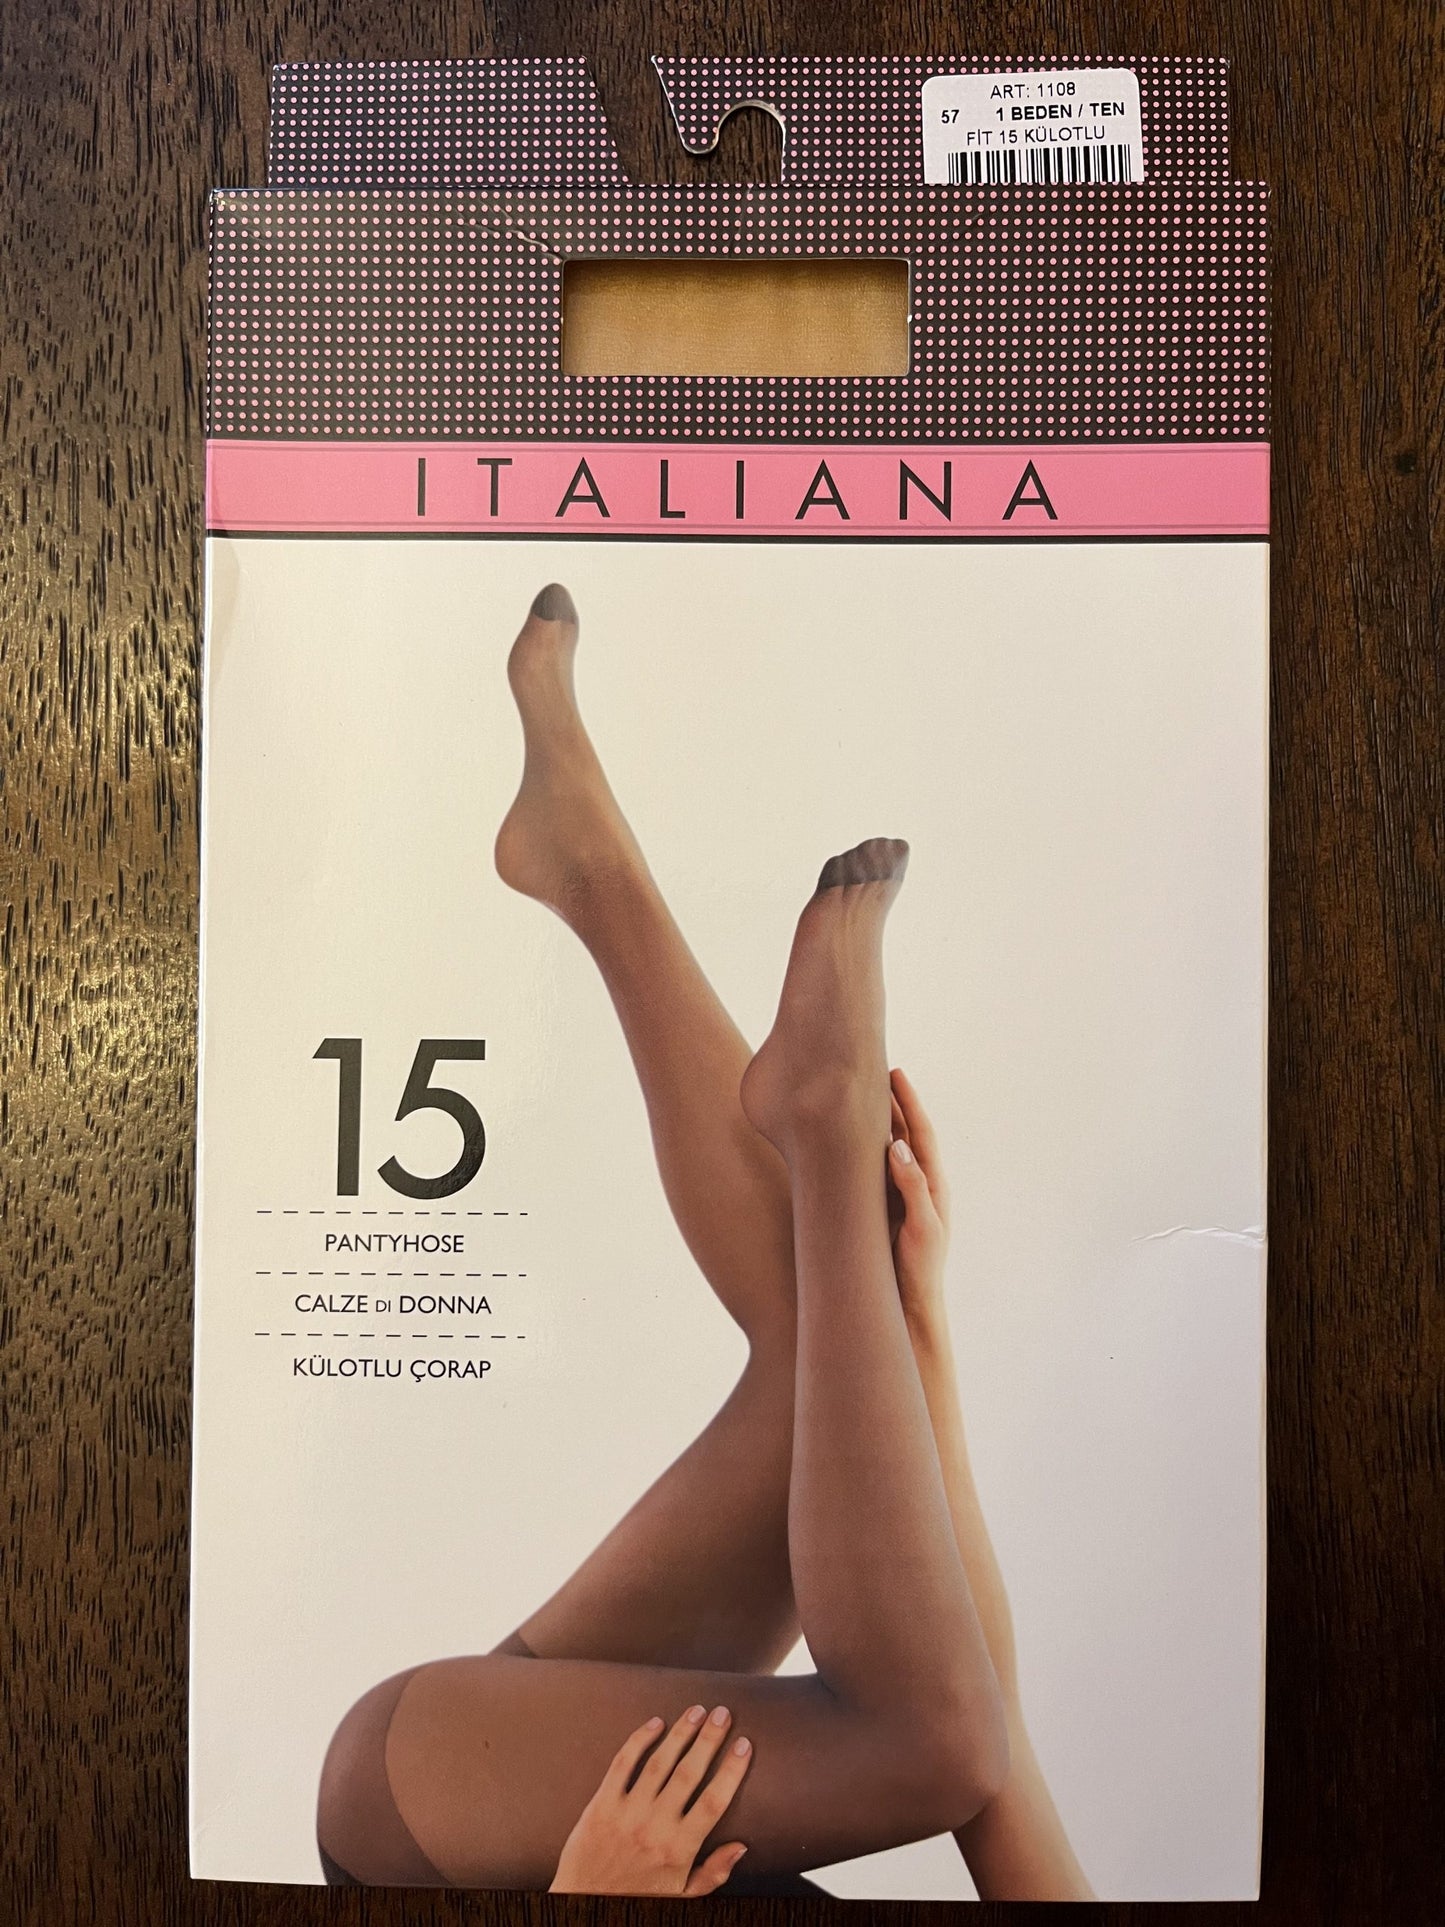 ART: 1108
57 1 BEDEN / TEN
FİT 15 KÜLOTLU
ITALIANA
15
PANTYHOSE
CALZE DI DONNA
KÜLOTLU ÇORAP